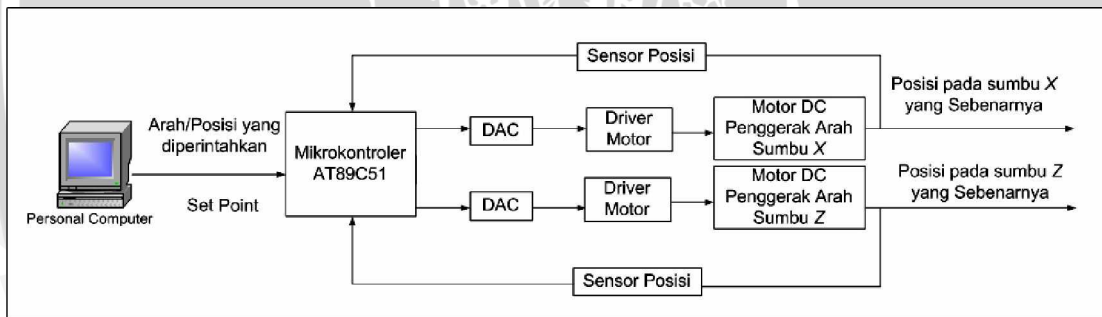 Sensor Posisi
Posisi pada sumbu X
yang Sebenarnya
Arah/Posisi yang
diperintahkan
Set Point
Personal Computer
Mikrokontroler
AT89C51
DAC
Driver
Motor
Motor DC
Penggerak Arah
Sumbu X
DAC
Driver
Motor
Motor DC
Penggerak Arah
Sumbu Z
Posisi pada sumbu Z
yang Sebenarnya
Sensor Posisi